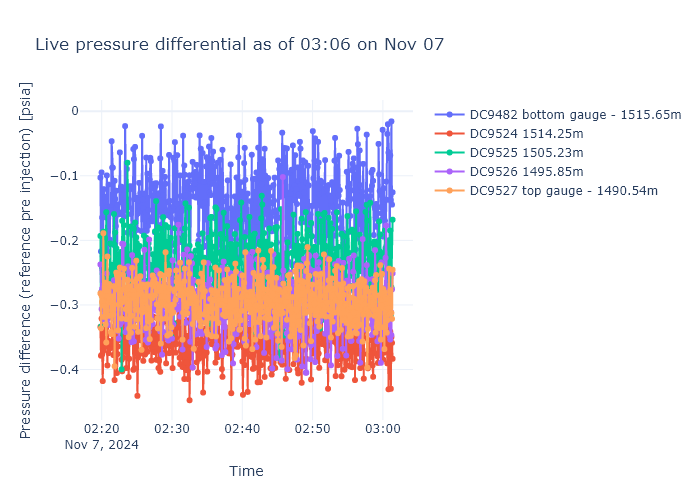 Live pressure differential as of 03:06 on Nov 07
Pressure difference (reference pre injection) [psia]
0
−0.1
−0.2
−0.3
−0.4
02:20
Nov 7, 2024
02:30
02:40
02:50
03:00
Time
DC9482 bottom gauge - 1515.65m
DC9524 1514.25m
DC9525 1505.23m
DC9526 1495.85m
DC9527 top gauge - 1490.54m